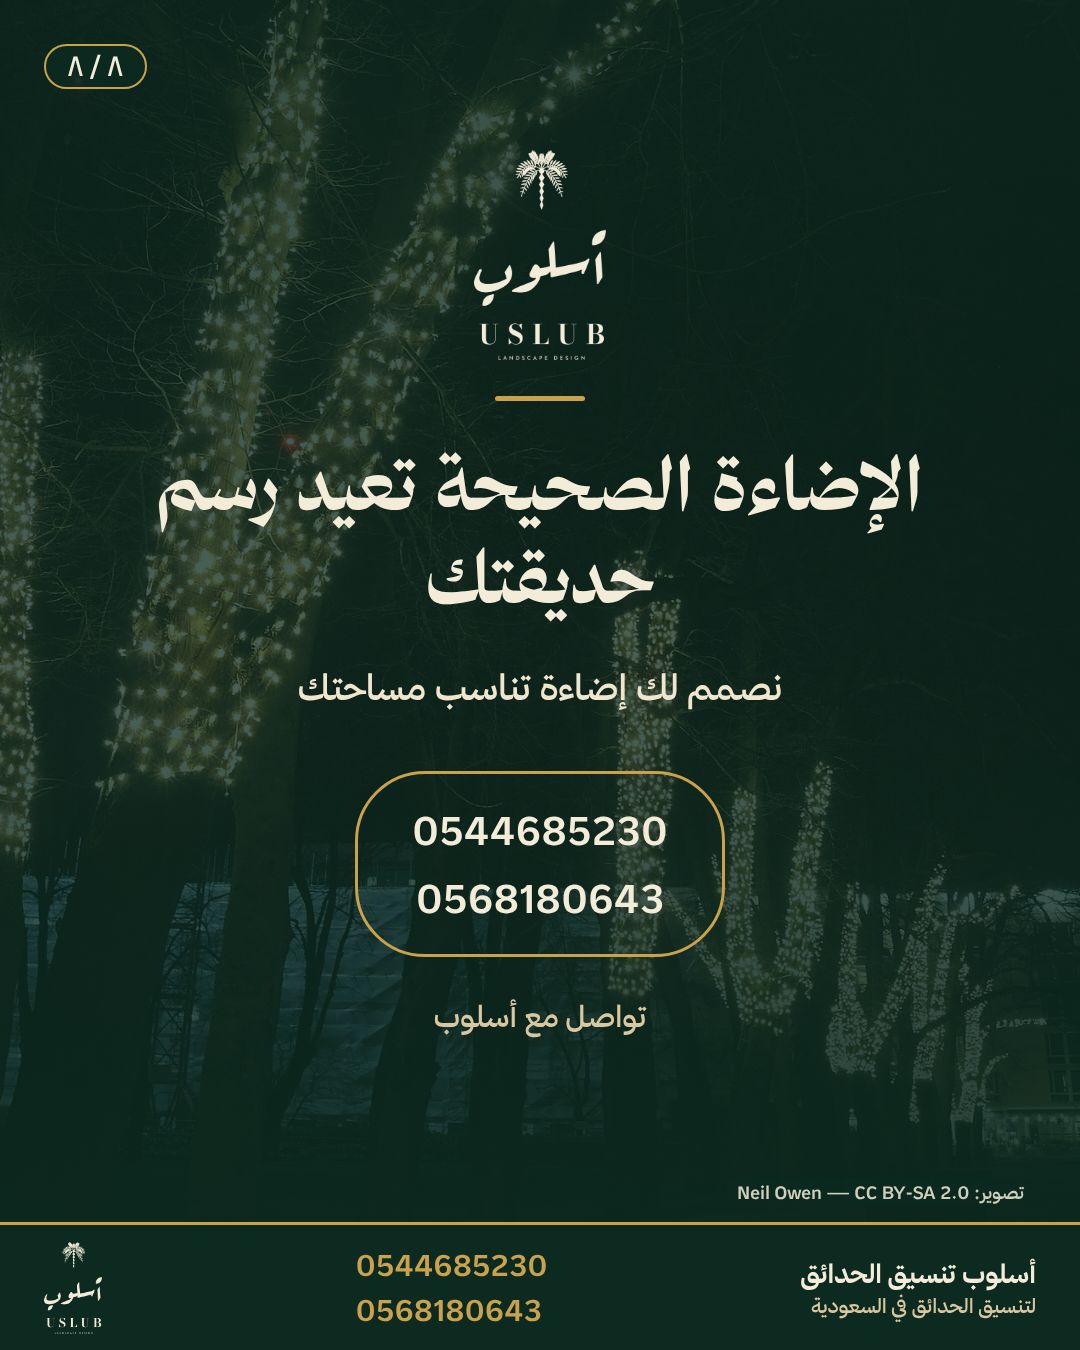 ٨/٨
أسلوب
USLUB
LANDSCAPE DESIGN
الإضاءة الصحيحة تعيد رسم
حديقتك
نصمم لك إضاءة تناسب مساحتك
0544685230
0568180643
تواصل مع أسلوب
تصوير: Neil Owen — CC BY-SA 2.0
أسلوب تنسيق الحدائق
لتنسيق الحدائق في السعودية
0544685230
0568180643
أسلوب
USLUB
LANDSCAPE DESIGN